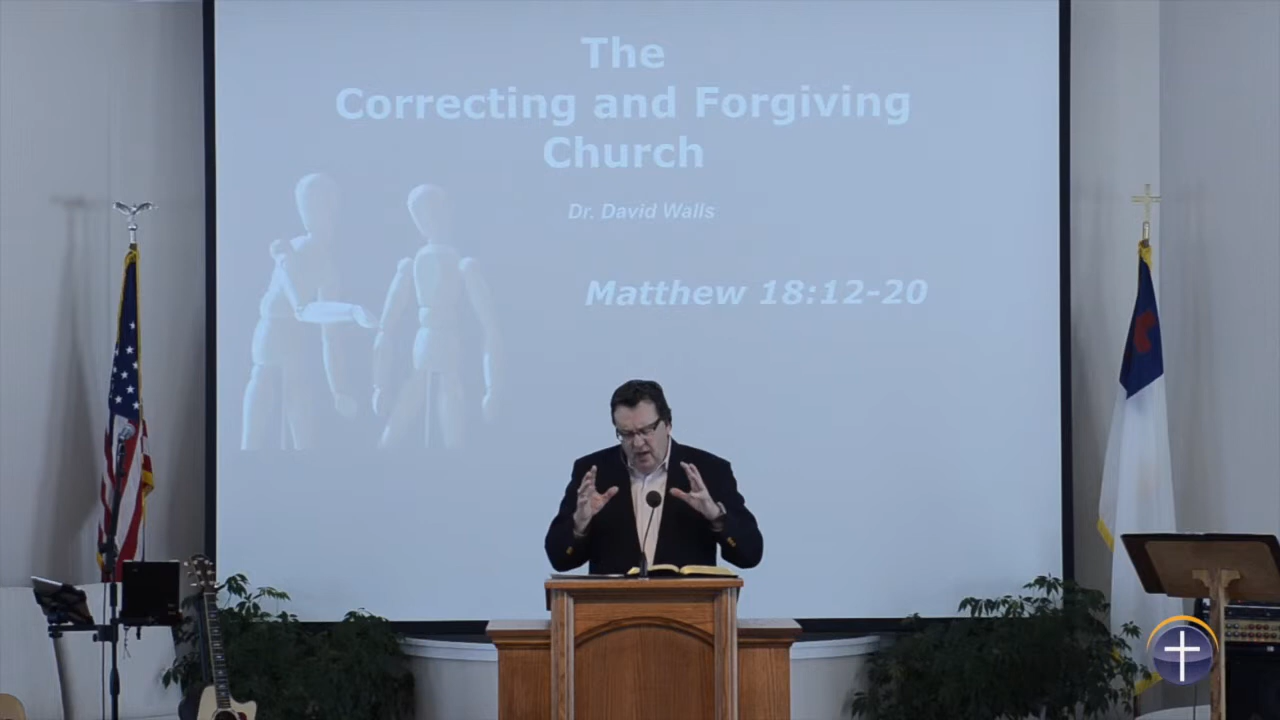 The
Correcting and Forgiving
Church
Dr. David Walls
Matthew 18:12-20